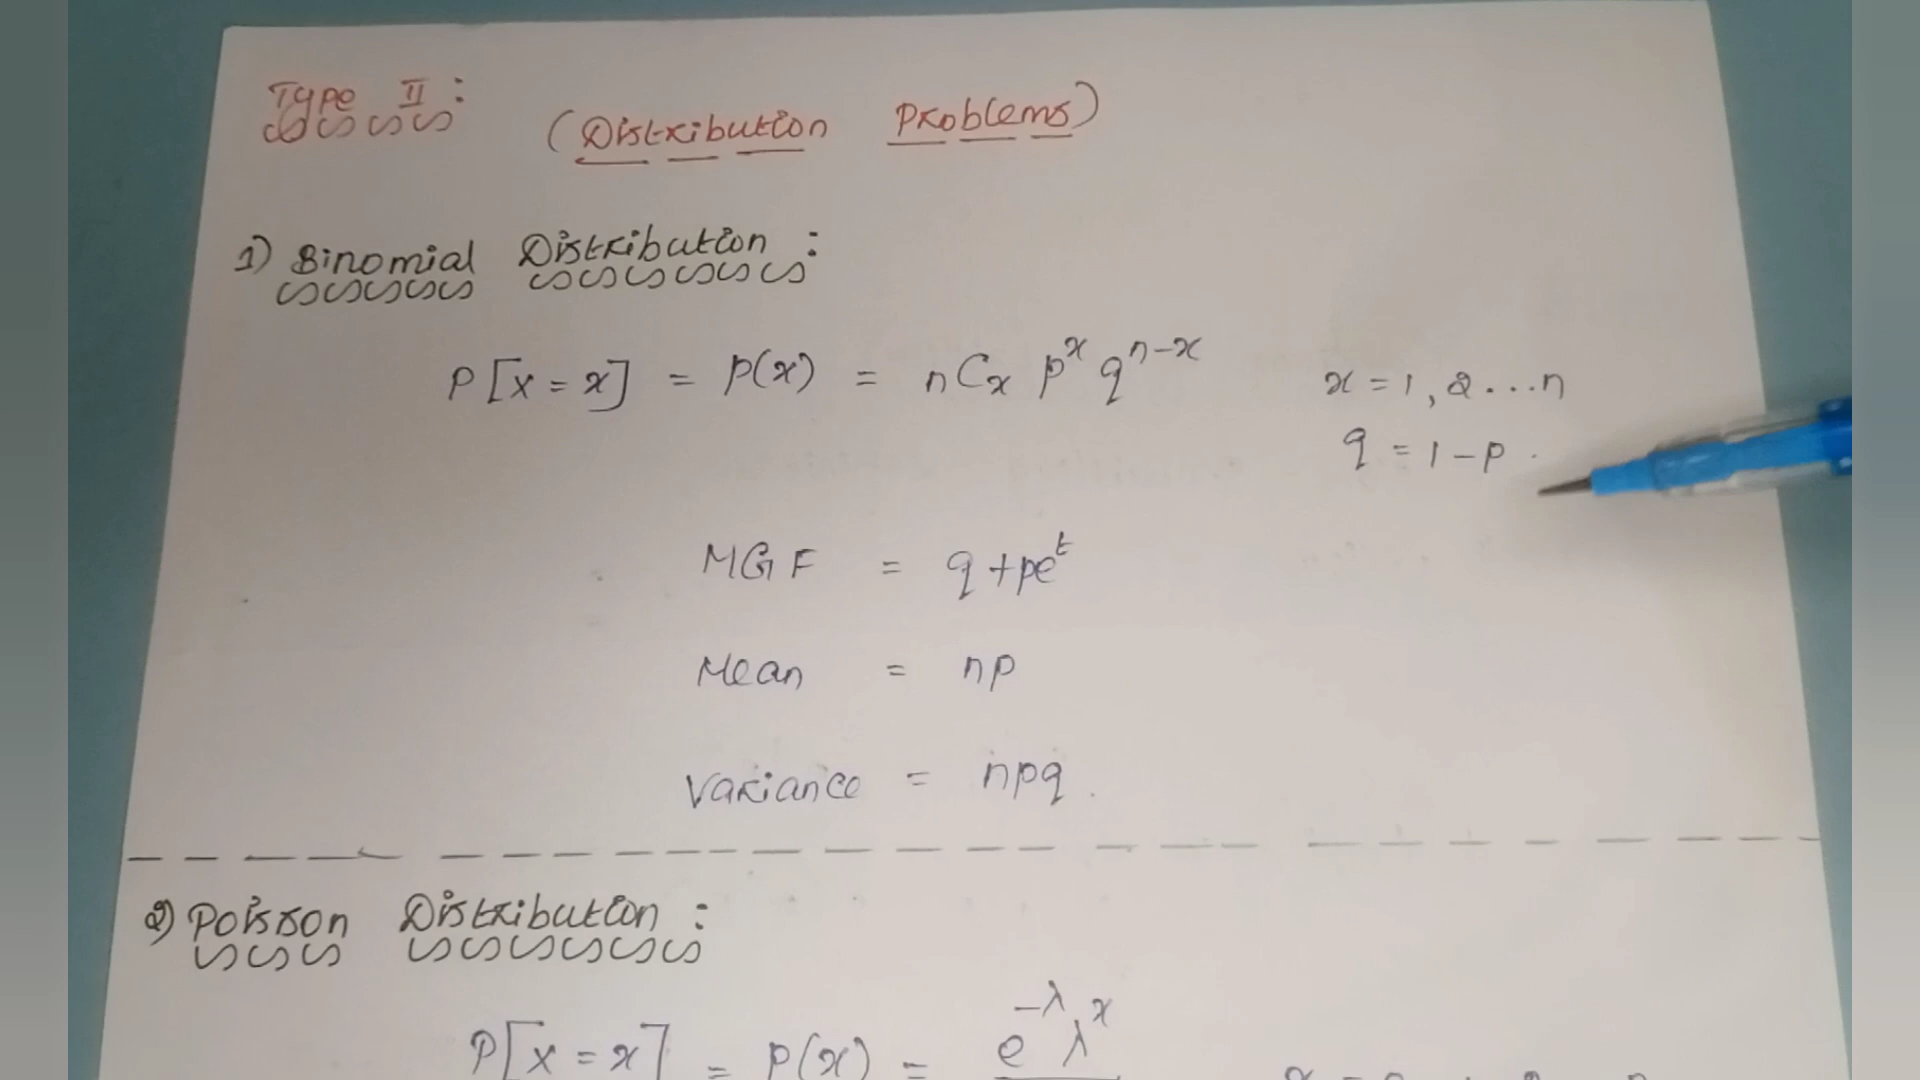 Type II :
(Distribution Problems)
1) Binomial Distribution :
P[X = x] = p(x) = nCx p^x q^n-x
x = 1, 2 ... n
q = 1 - p .
MGF = q + pe^t
Mean = np
Variance = npq .
2) Poisson Distribution :
P[X = x] = p(x) = e^-λ λ^x